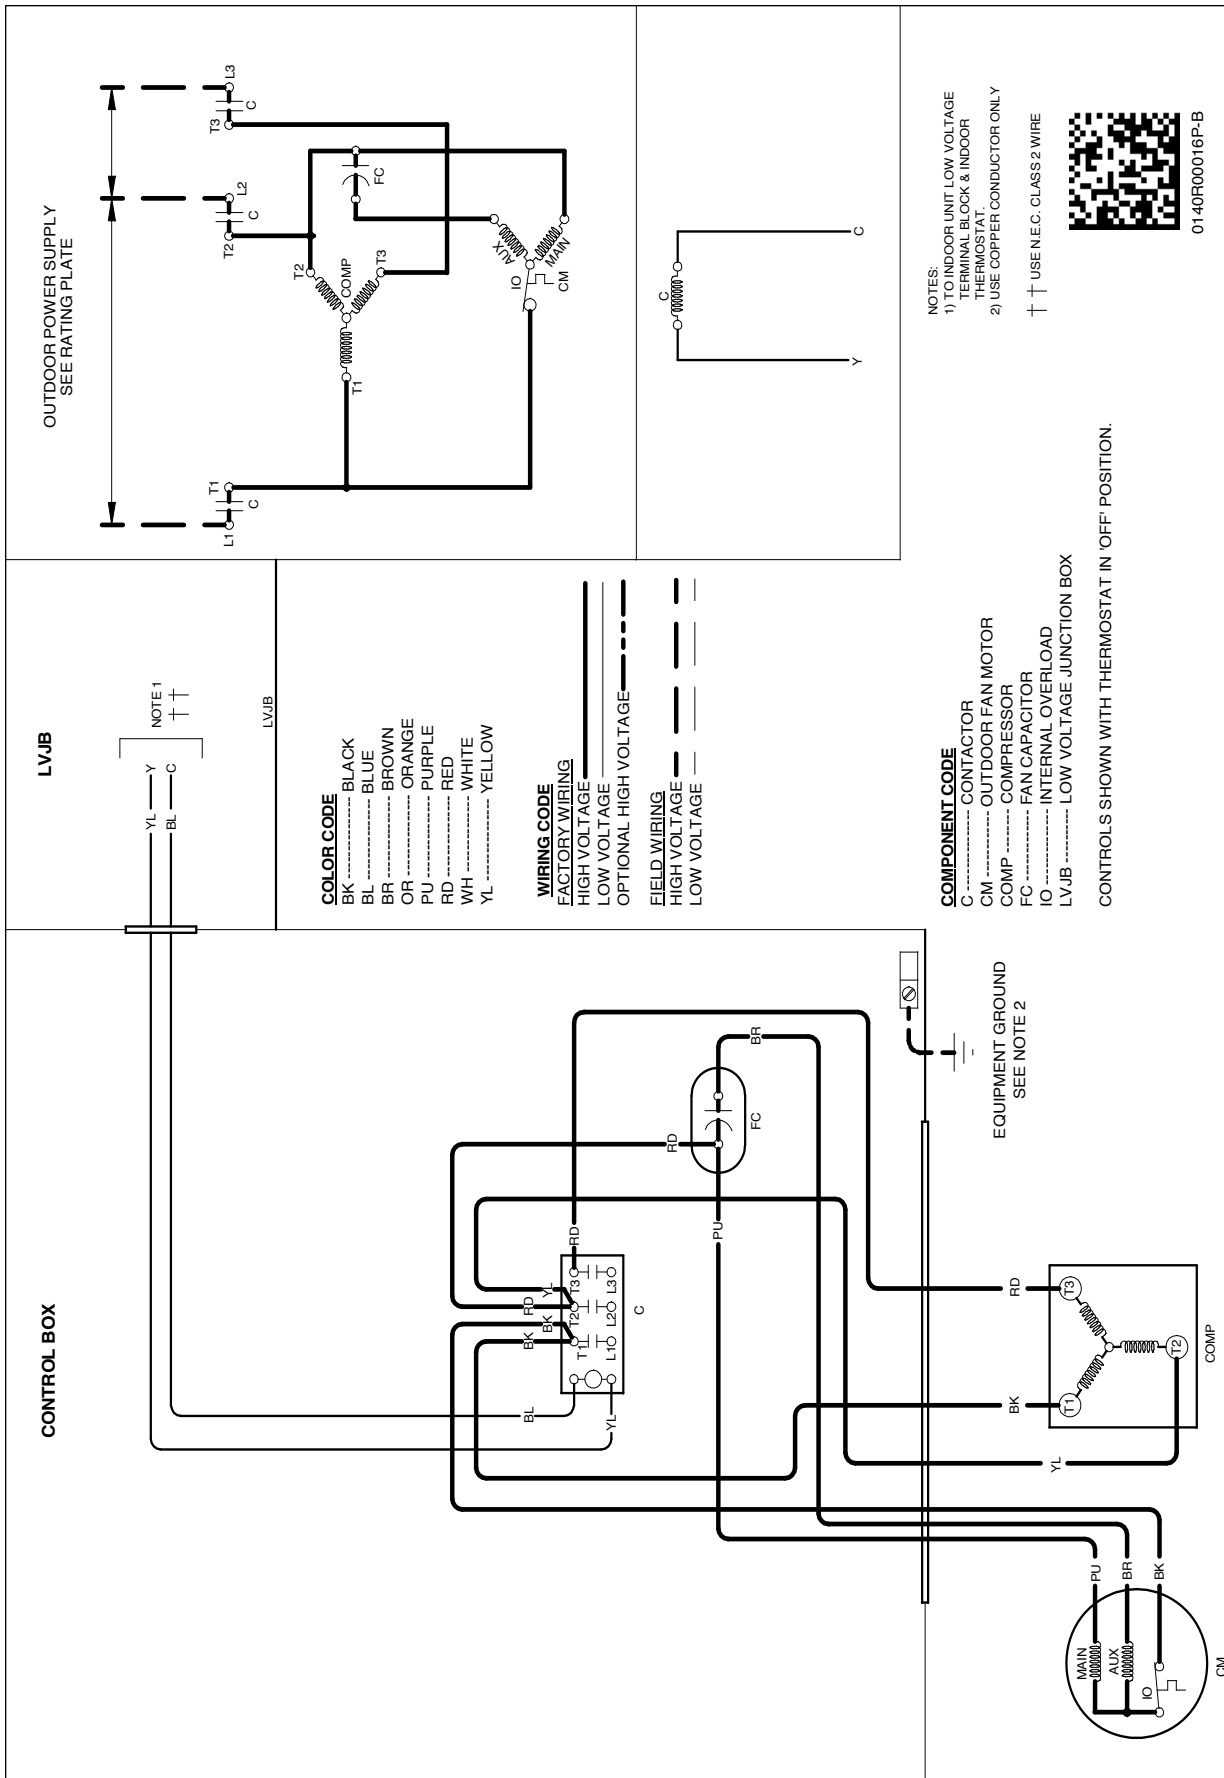 CONTROL BOX
BL
YL
BK
BK
RD
YL
T1
T2
T3
L1
L2
L3
C
RD
RD
FC
BR
PU
EQUIPMENT GROUND
SEE NOTE 2
PU
BR
BK
MAIN
AUX
IO
CM
YL
BK
RD
T1
T2
T3
COMP
LVJB
YL
Y
BL
C
NOTE 1
†† 
LVJB
COLOR CODE
BK ---------- BLACK
BL ---------- BLUE
BR ---------- BROWN
OR ---------- ORANGE
PU ---------- PURPLE
RD ---------- RED
WH ---------- WHITE
YL ---------- YELLOW
WIRING CODE
FACTORY WIRING
HIGH VOLTAGE
LOW VOLTAGE
OPTIONAL HIGH VOLTAGE
FIELD WIRING
HIGH VOLTAGE
LOW VOLTAGE
COMPONENT CODE
C ---------- CONTACTOR
CM ---------- OUTDOOR FAN MOTOR
COMP ---------- COMPRESSOR
FC ---------- FAN CAPACITOR
IO ---------- INTERNAL OVERLOAD
LVJB ---------- LOW VOLTAGE JUNCTION BOX
CONTROLS SHOWN WITH THERMOSTAT IN 'OFF' POSITION.
OUTDOOR POWER SUPPLY
SEE RATING PLATE
L1
T1
C
T2
L2
C
T3
L3
C
T1
T2
T3
COMP
FC
AUX
MAIN
IO
CM
C
Y
C
NOTES:
1) TO INDOOR UNIT LOW VOLTAGE
TERMINAL BLOCK & INDOOR
THERMOSTAT.
2) USE COPPER CONDUCTOR ONLY
†† USE N.E.C. CLASS 2 WIRE
0140R00016P-B